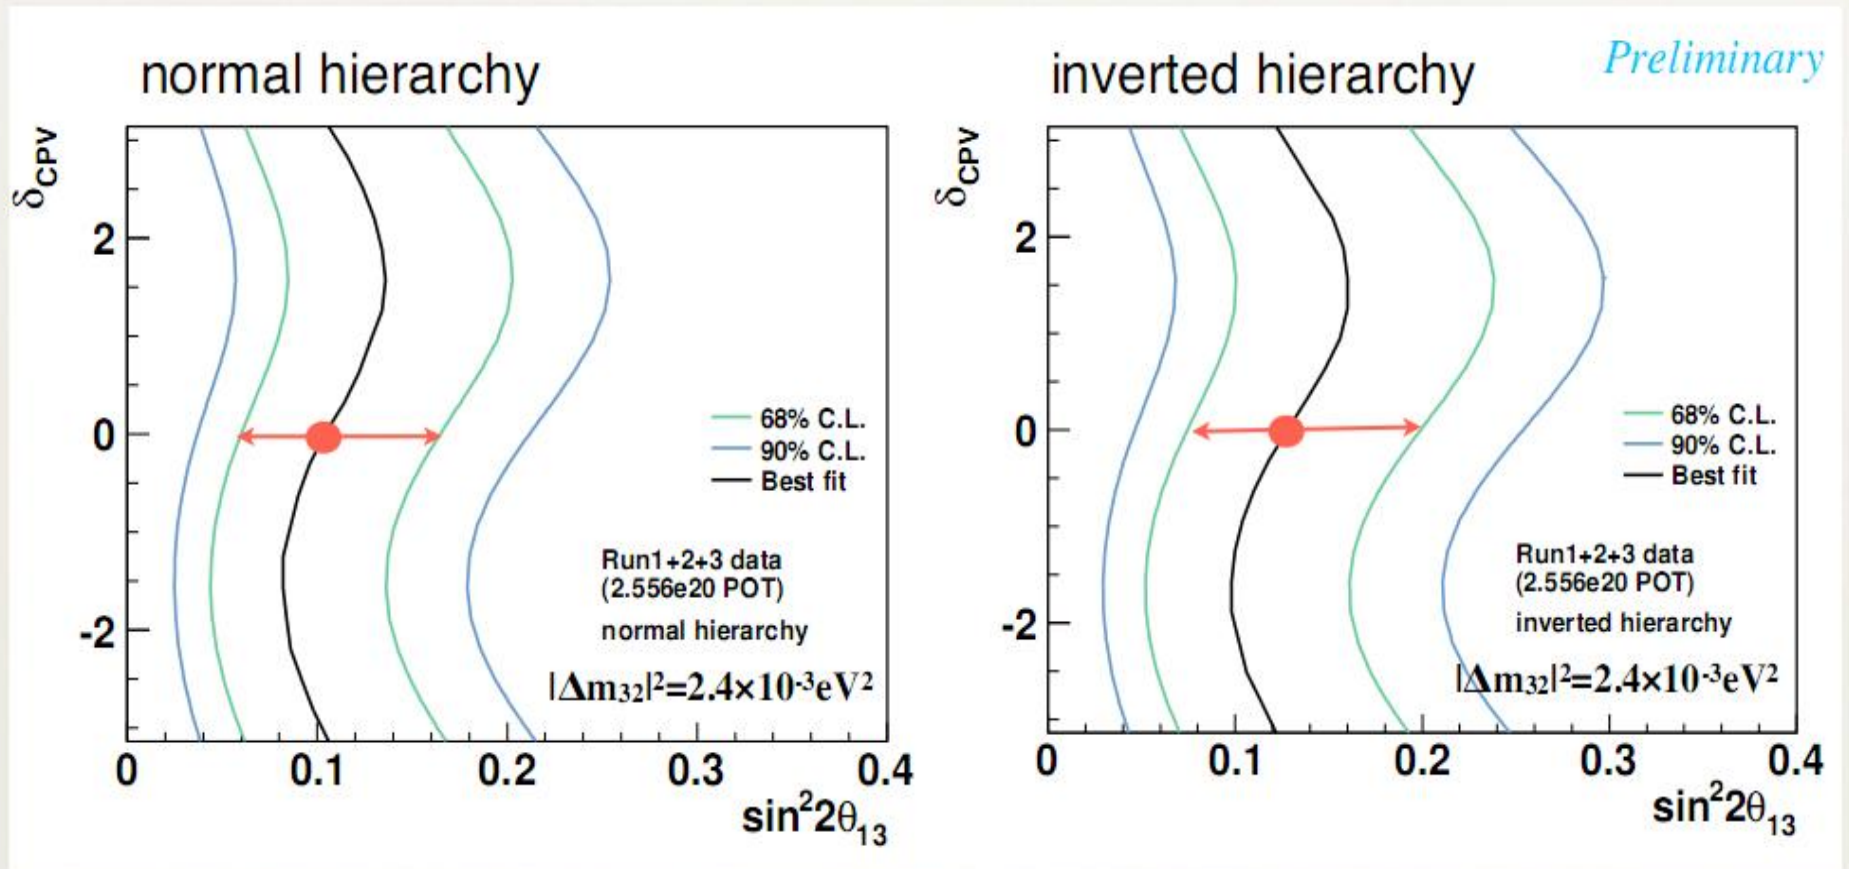 Preliminary
normal hierarchy
δCPV
2
0
-2
68% C.L.
90% C.L.
Best fit
Run1+2+3 data
(2.556e20 POT)
normal hierarchy
|Δm32|²=2.4×10⁻³eV²
0 0.1 0.2 0.3 0.4
sin²2θ13
inverted hierarchy
δCPV
2
0
-2
68% C.L.
90% C.L.
Best fit
Run1+2+3 data
(2.556e20 POT)
inverted hierarchy
|Δm32|²=2.4×10⁻³eV²
0 0.1 0.2 0.3 0.4
sin²2θ13